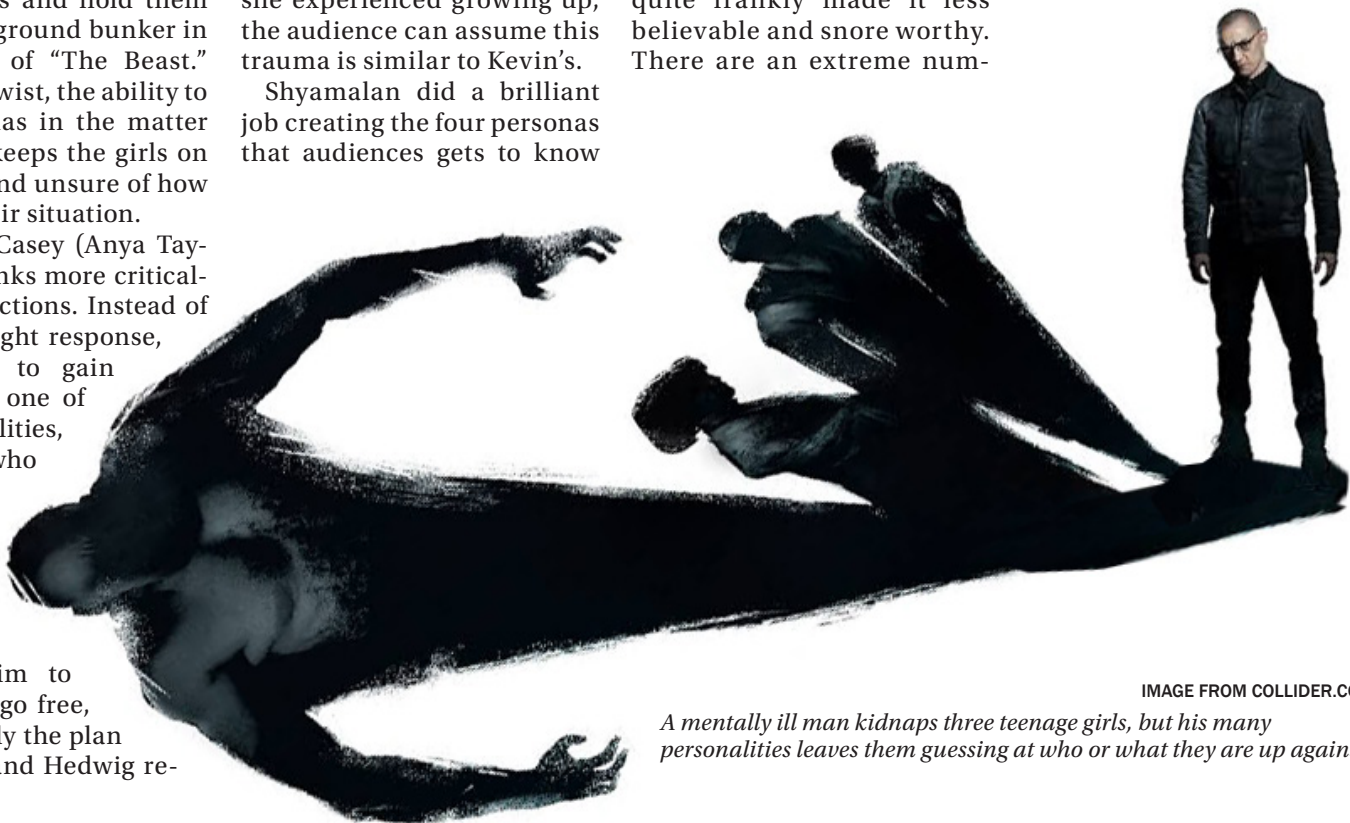 s and hold them
ground bunker in
of “The Beast.”
wist, the ability to
as in the matter
keeps the girls on
nd unsure of how
ir situation.
Casey (Anya Tay-
nks more critical-
ctions. Instead of
ght response,
to gain
one of
lities,
who
im to
go free,
ly the plan
and Hedwig re-
she experienced growing up,
the audience can assume this
trauma is similar to Kevin’s.
Shyamalan did a brilliant
job creating the four personas
that audiences gets to know
quite frankly made it less
believable and snore worthy.
There are an extreme num-
IMAGE FROM COLLIDER.CO
A mentally ill man kidnaps three teenage girls, but his many
personalities leaves them guessing at who or what they are up again